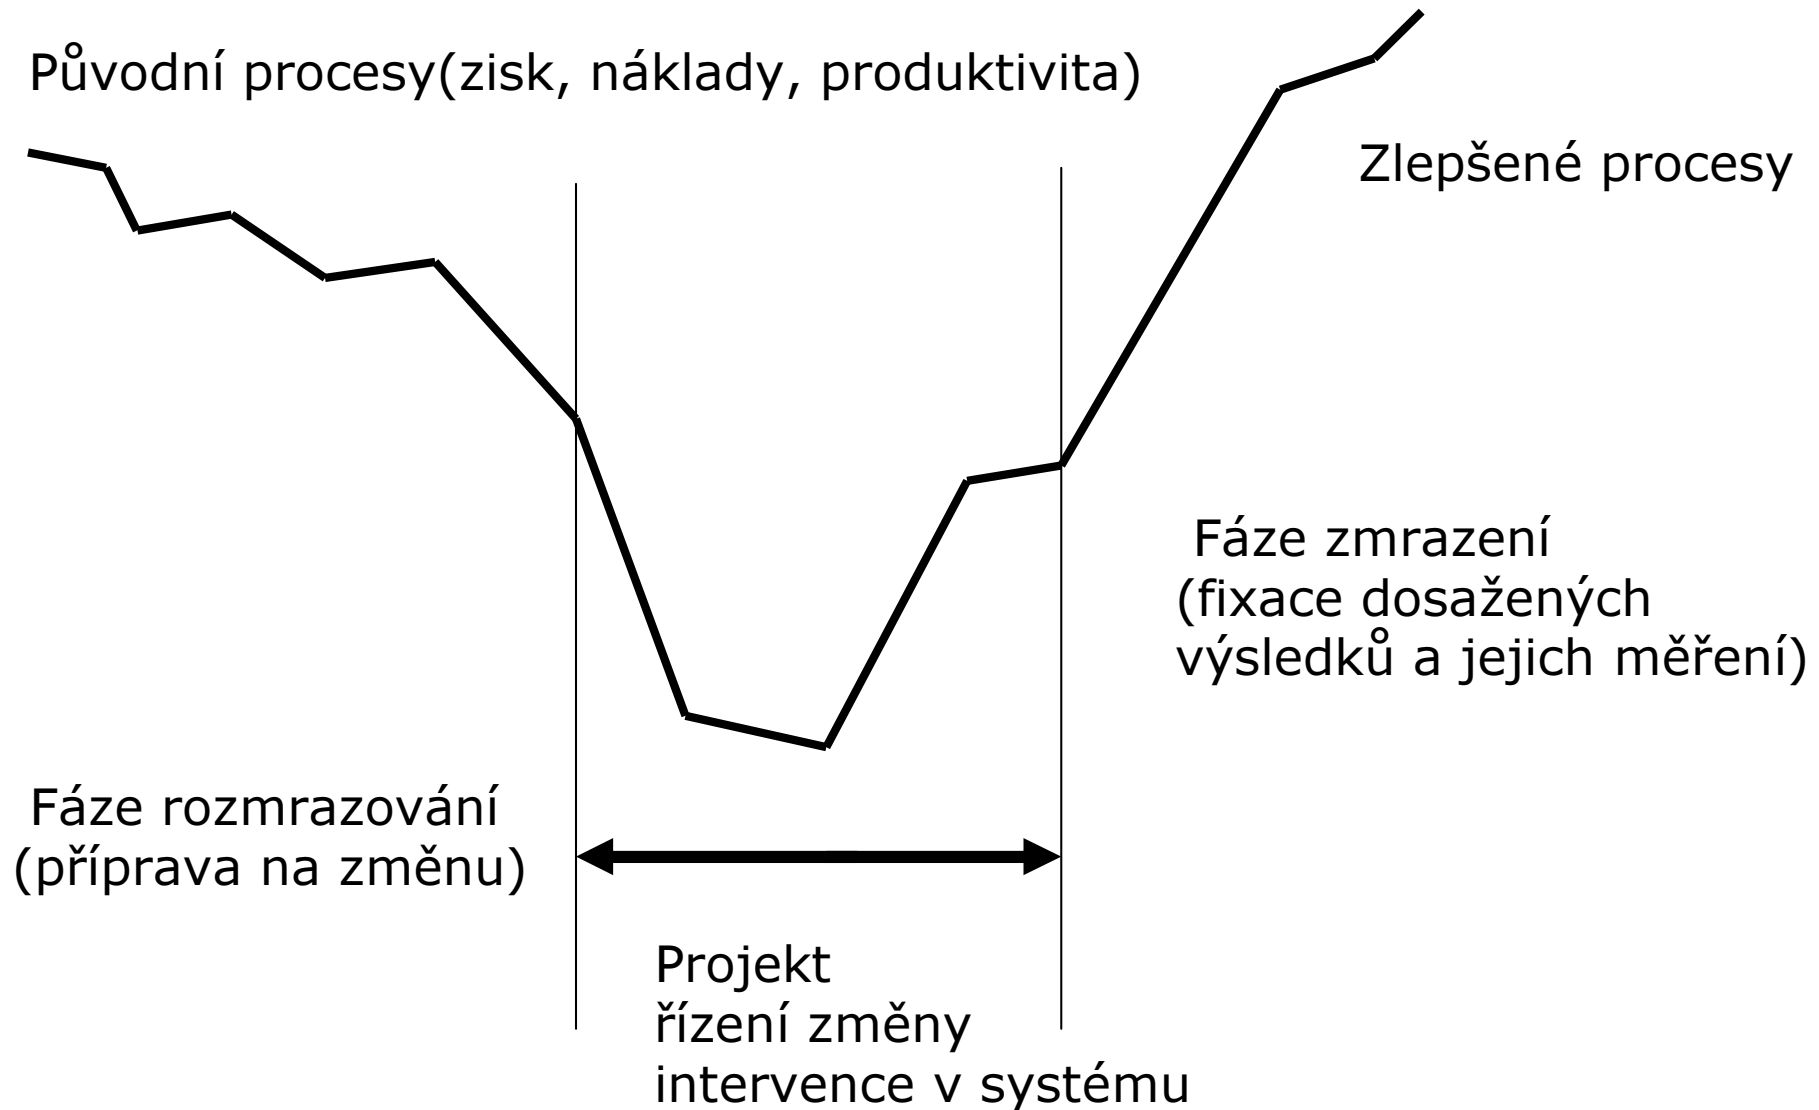 Původní procesy(zisk, náklady, produktivita)
Zlepšené procesy
Fáze zmrazení
(fixace dosažených
výsledků a jejich měření)
Fáze rozmrazování
(příprava na změnu)
Projekt
řízení změny
intervence v systému